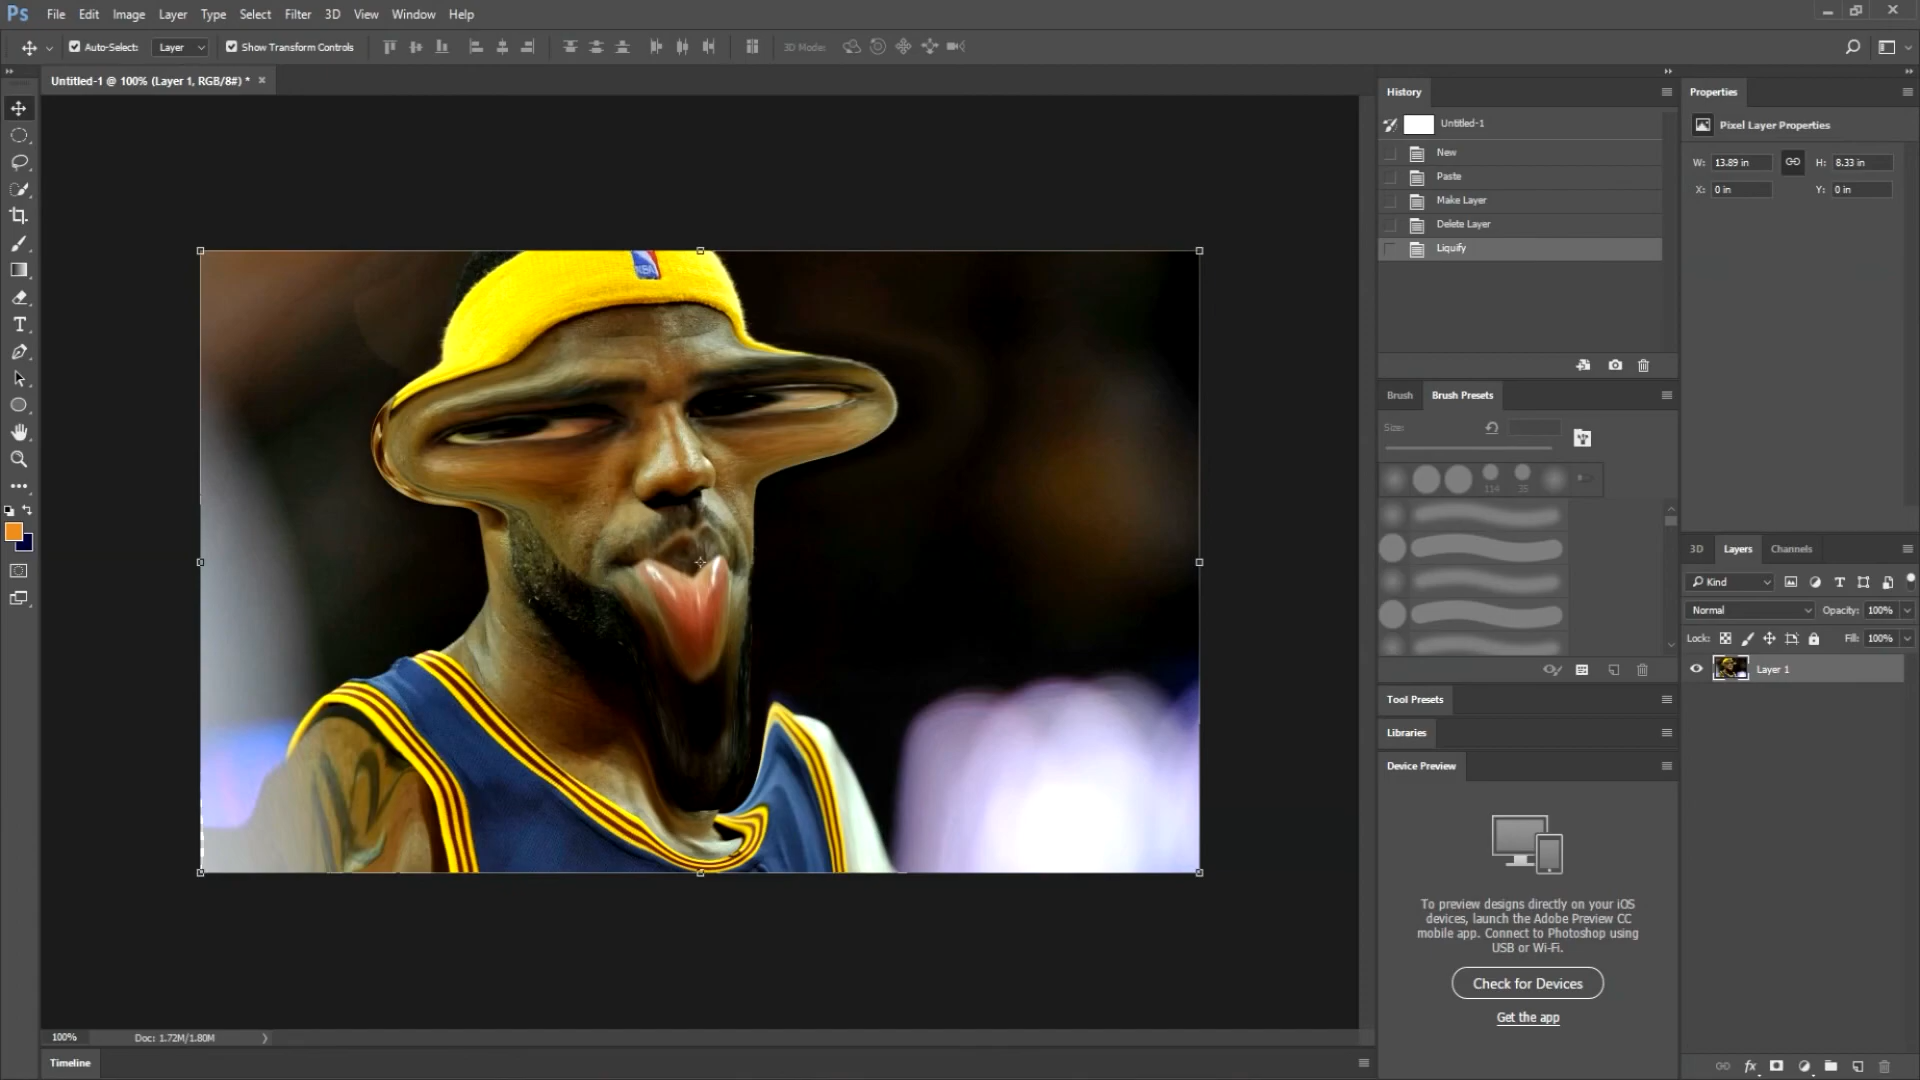 Ps File Edit Image Layer Type Select Filter 3D View Window Help
Auto-Select: Layer Show Transform Controls 3D Mode:
Untitled-1 @ 100% (Layer 1, RGB/8#) *
NBA
100% Doc: 1.72M/1.80M
Timeline
History
Untitled-1
New
Paste
Make Layer
Delete Layer
Liquify
Brush Brush Presets
Size:
114 35
Tool Presets
Libraries
Device Preview
To preview designs directly on your iOS
devices, launch the Adobe Preview CC
mobile app. Connect to Photoshop using
USB or Wi-Fi.
Check for Devices
Get the app
Properties
Pixel Layer Properties
W: 13.89 in H: 8.33 in
X: 0 in Y: 0 in
3D Layers Channels
Kind
Normal Opacity: 100%
Lock: Fill: 100%
Layer 1
fx